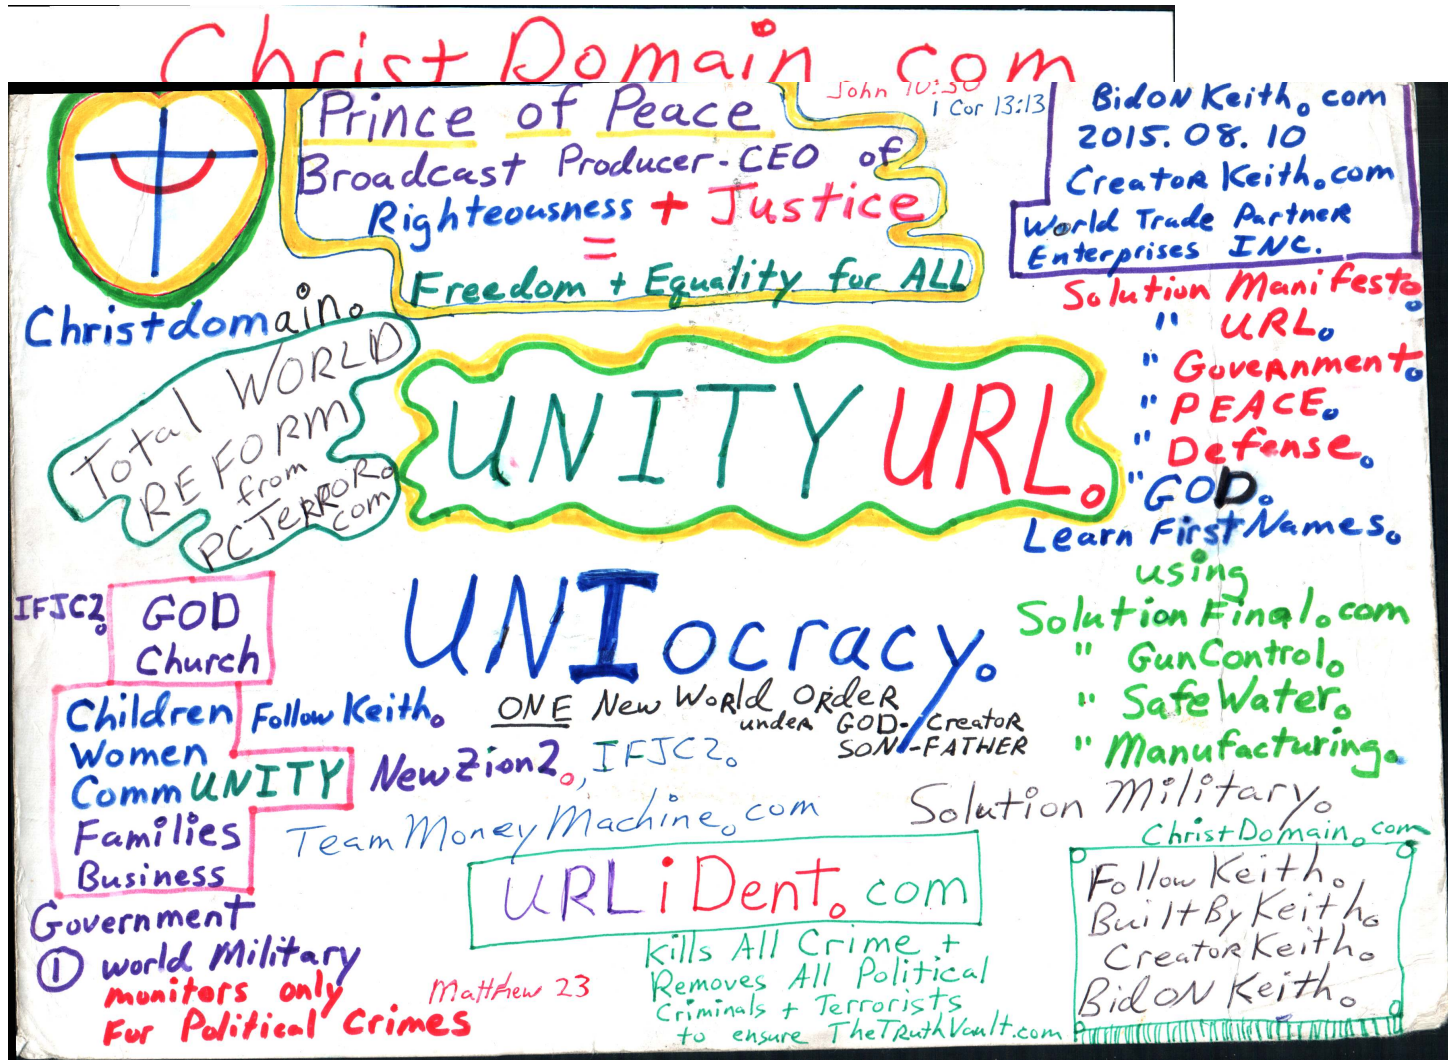 Christ Domain. com
John 10:30
1 Cor 13:13
Prince of Peace
Broadcast Producer-CEO of
Righteousness + Justice
=
Freedom + Equality for ALL
BidON Keith. com
2015. 08. 10
Creator Keith. com
World Trade Partner
Enterprises INC.
Christdomain.
Total WORLD
REFORM
from
PCTerror.
com
UNITY URL.
Solution Manifesto.
" URL.
" Government.
" PEACE.
" Defense.
" GOD.
Learn FirstNames.
using
Solution Final. com
" GunControl.
" SafeWater.
" Manufacturing.
IFJC2.
GOD
Church
Children
Women
CommUNITY
Families
Business
Follow Keith.
NewZion2., IFJC2.
UNIocracy.
ONE New World Order
under GOD-Creator
SON-FATHER
TeamMoneyMachine.com
Solution Military.
ChristDomain.com
Follow Keith.
BuiltBy Keith.
Creator Keith.
BidON Keith.
URLiDent. com
Kills All Crime +
Removes All Political
Criminals + Terrorists
to ensure TheTruthVault.com
Government
1 world Military
monitors only
For Political Crimes
Matthew 23